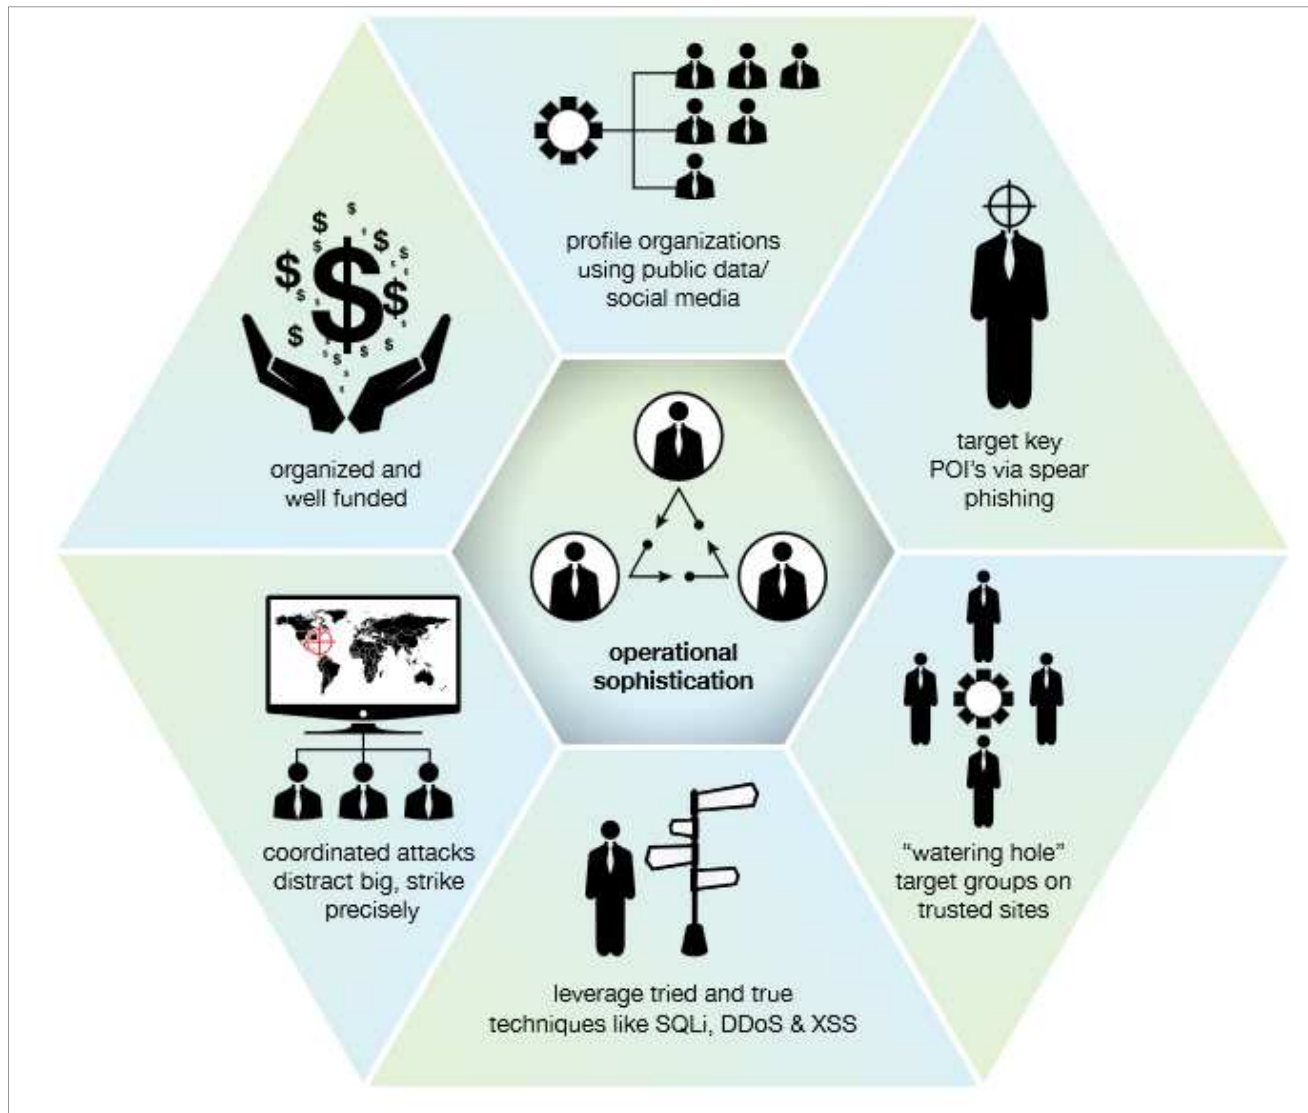 profile organizations
using public data/
social media
target key
POI's via spear
phishing
organized and
well funded
operational
sophistication
"watering hole"
target groups on
trusted sites
coordinated attacks
distract big, strike
precisely
leverage tried and true
techniques like SQLi, DDoS & XSS